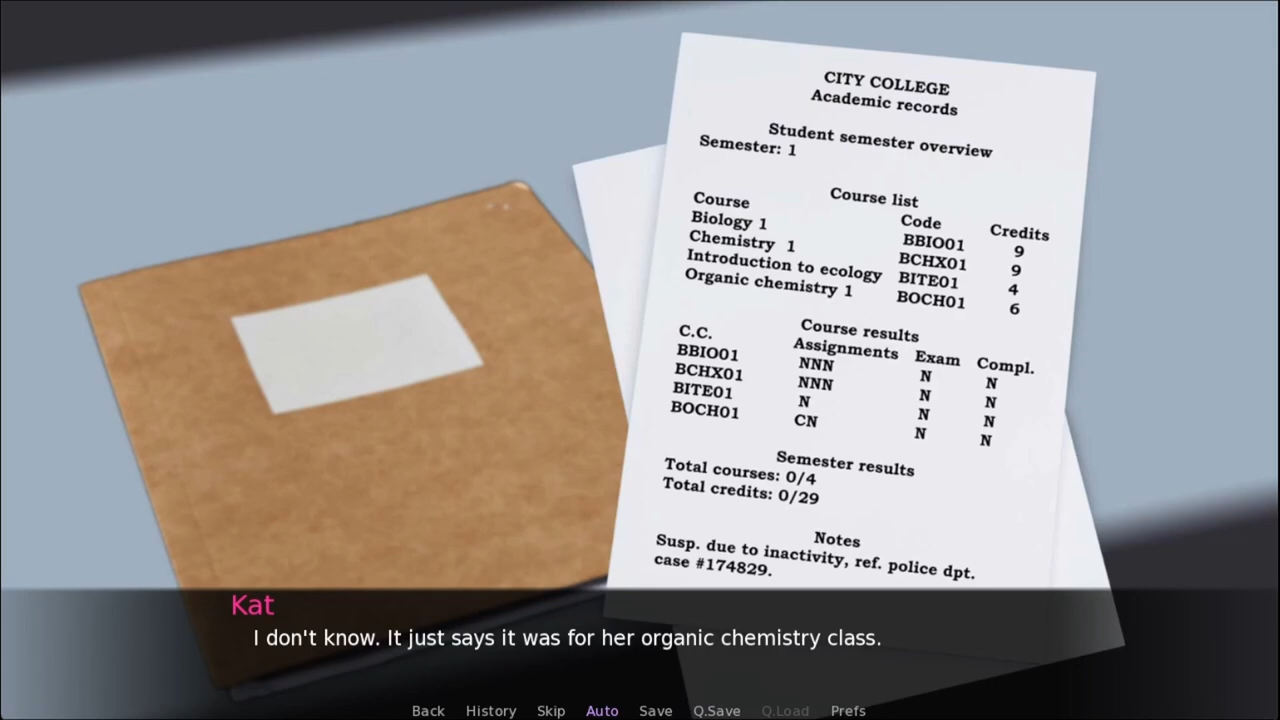 CITY COLLEGE
Academic records
Student semester overview
Semester: 1
Course list
Course Code Credits
Biology 1 BBIO01 9
Chemistry 1 BCHX01 9
Introduction to ecology BITE01 4
Organic chemistry 1 BOCH01 6
Course results
C.C. Assignments Exam Compl.
BBIO01 NNN N N
BCHX01 NNN N N
BITE01 N N N
BOCH01 CN N N
Semester results
Total courses: 0/4
Total credits: 0/29
Notes
Susp. due to inactivity, ref. police dpt.
case #174829.
Kat
I don't know. It just says it was for her organic chemistry class.
Back History Skip Auto Save Q.Save Q.Load Prefs